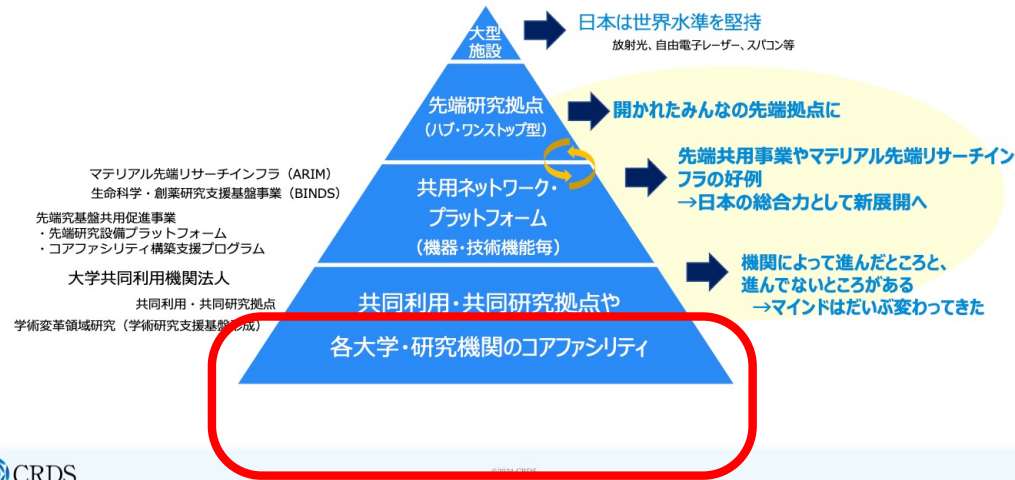 大型
施設
日本は世界水準を堅持
放射光、自由電子レーザー、スパコン等
先端研究拠点
(ハブ・ワンストップ型)
開かれたみんなの先端拠点に
先端共用事業やマテリアル先端リサーチイン
フラの好例
→日本の総合力として新展開へ
マテリアル先端リサーチインフラ（ARIM）
生命科学・創薬研究支援基盤事業（BINDS）
共用ネットワーク・
プラットフォーム
(機器・技術機能毎)
先端究基盤共用促進事業
・先端研究設備プラットフォーム
・コアファシリティ構築支援プログラム
大学共同利用機関法人
共同利用・共同研究拠点
学術変革領域研究（学術研究支援基盤形成）
機関によって進んだところと、
進んでないところがある
→マインドはだいぶ変わってきた
共同利用・共同研究拠点や
各大学・研究機関のコアファシリティ
CRDS